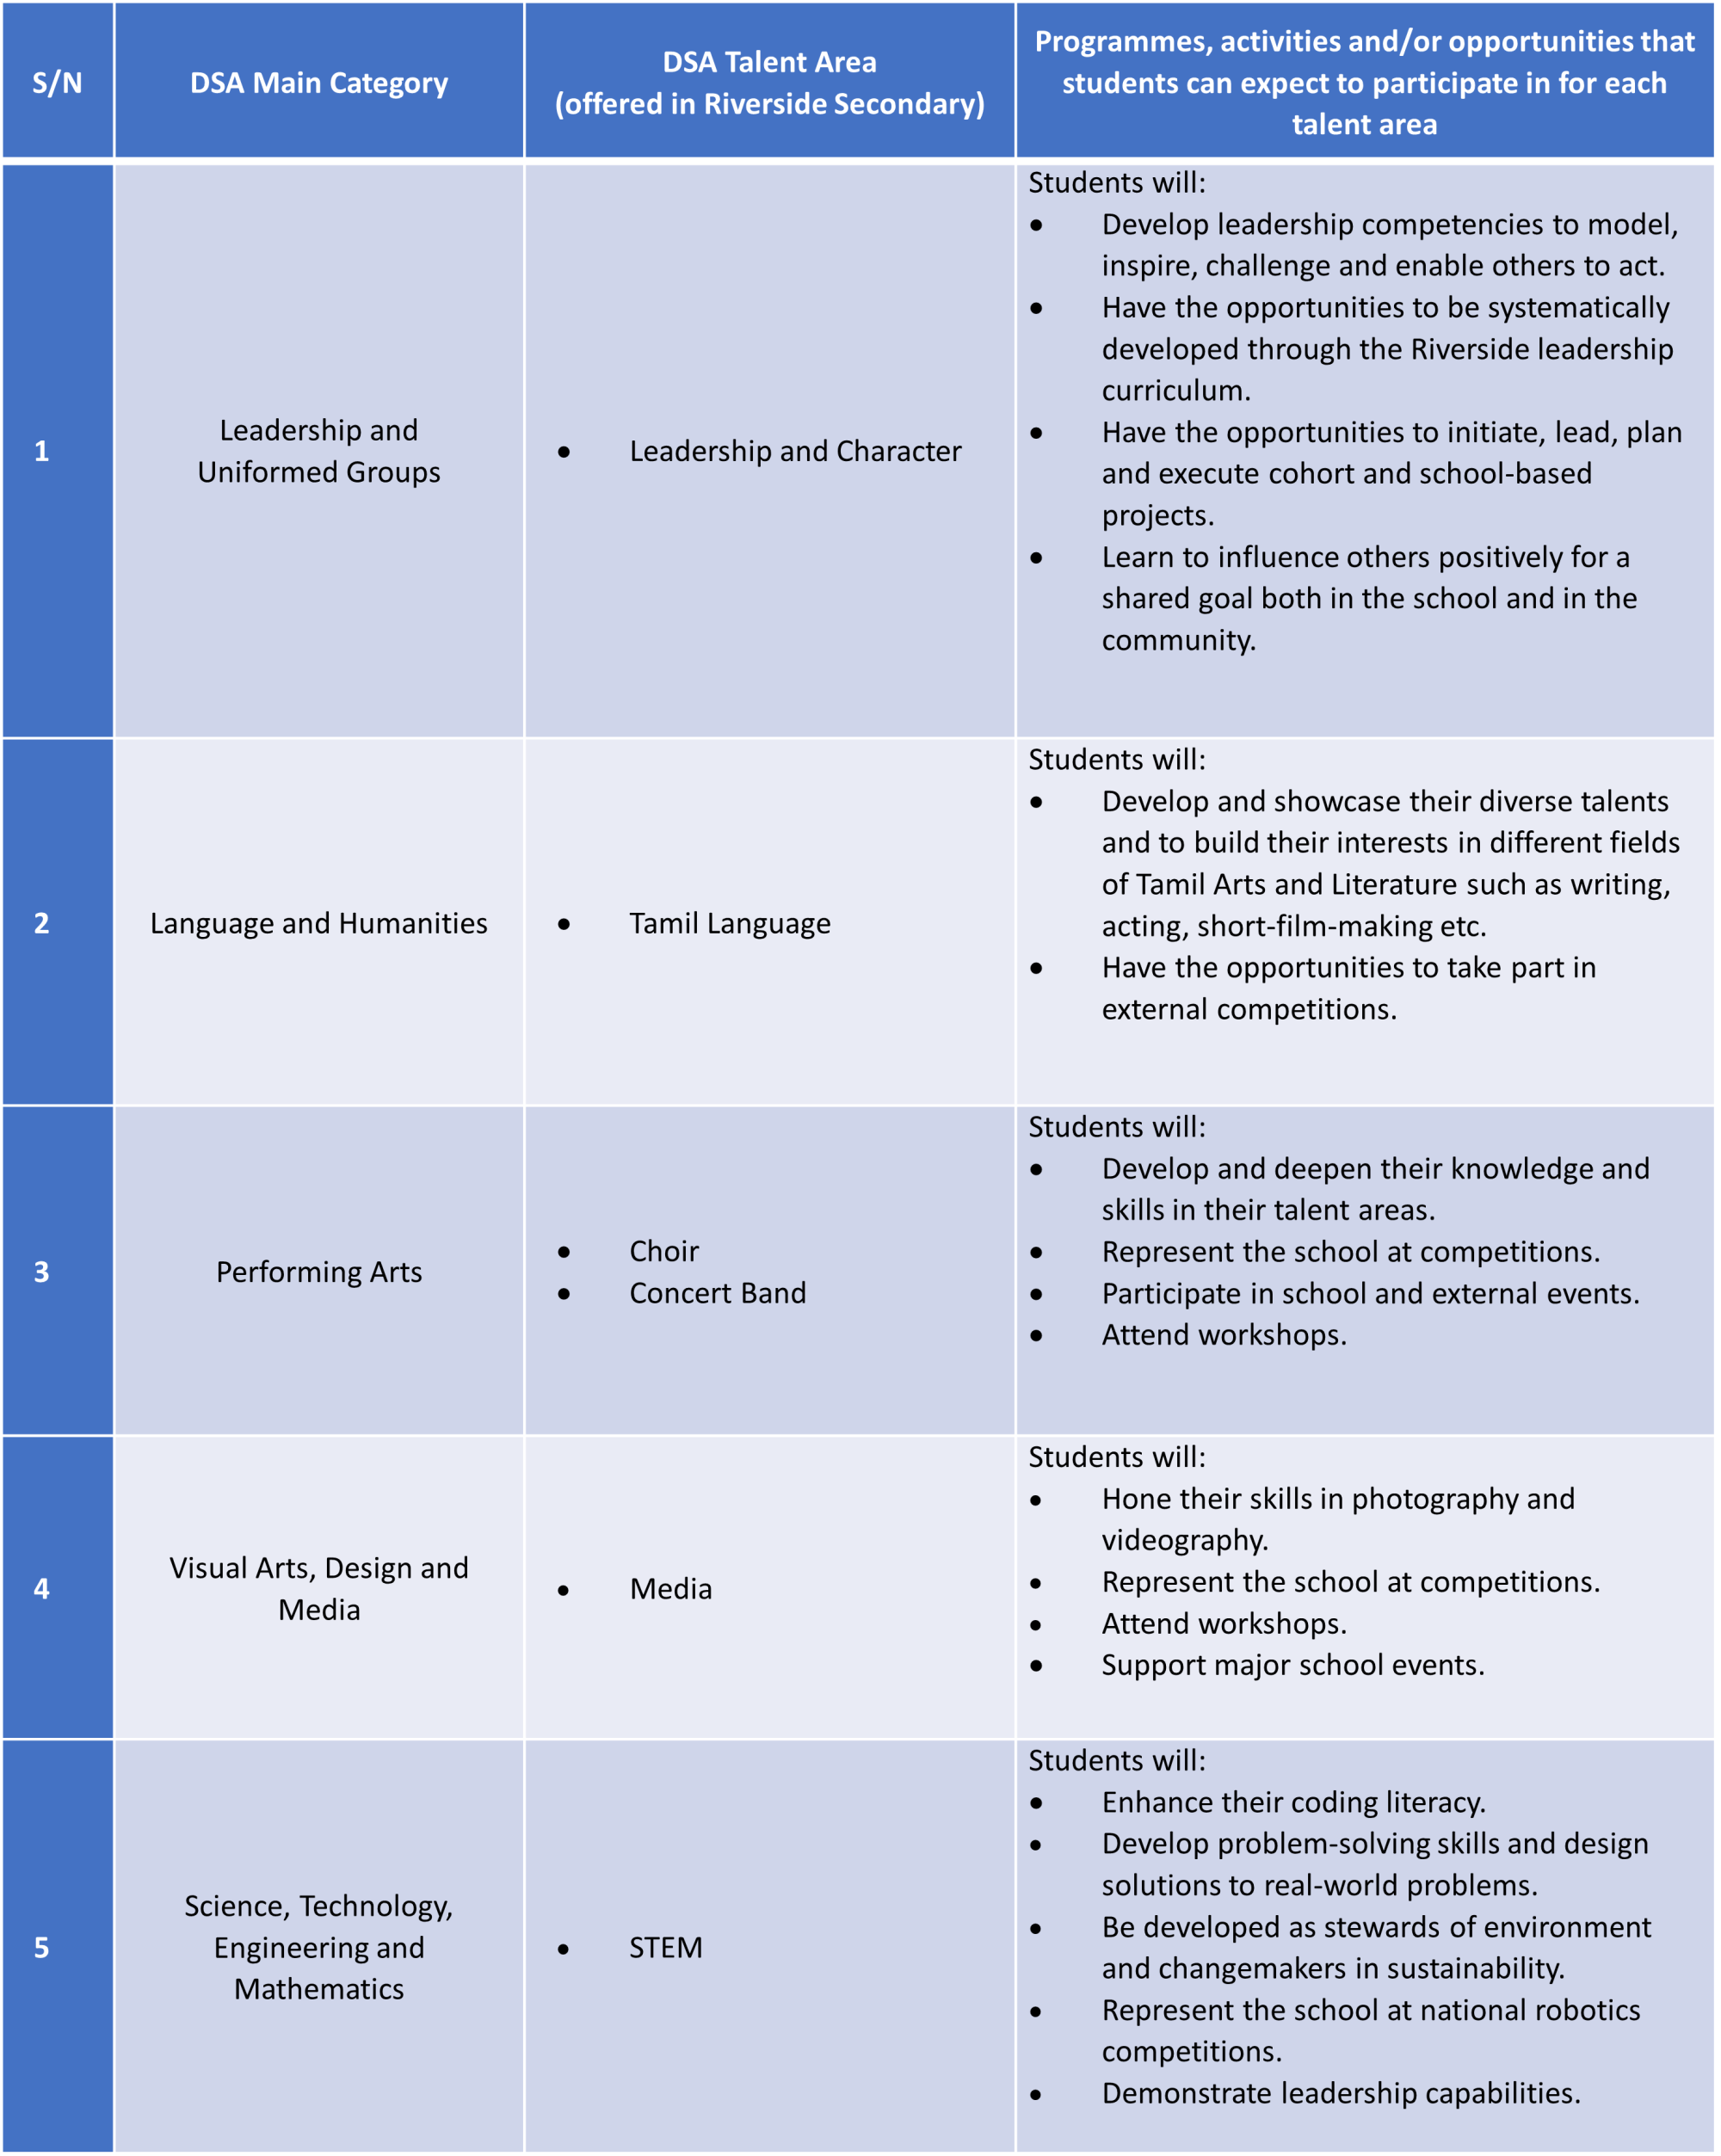 S/N
DSA Main Category
DSA Talent Area
(offered in Riverside Secondary)
Programmes, activities and/or opportunities that
students can expect to participate in for each
talent area
1
Leadership and
Uniformed Groups
• Leadership and Character
Students will:
• Develop leadership competencies to model,
inspire, challenge and enable others to act.
• Have the opportunities to be systematically
developed through the Riverside leadership
curriculum.
• Have the opportunities to initiate, lead, plan
and execute cohort and school-based
projects.
• Learn to influence others positively for a
shared goal both in the school and in the
community.
2
Language and Humanities
• Tamil Language
Students will:
• Develop and showcase their diverse talents
and to build their interests in different fields
of Tamil Arts and Literature such as writing,
acting, short-film-making etc.
• Have the opportunities to take part in
external competitions.
3
Performing Arts
• Choir
• Concert Band
Students will:
• Develop and deepen their knowledge and
skills in their talent areas.
• Represent the school at competitions.
• Participate in school and external events.
• Attend workshops.
4
Visual Arts, Design and
Media
• Media
Students will:
• Hone their skills in photography and
videography.
• Represent the school at competitions.
• Attend workshops.
• Support major school events.
5
Science, Technology,
Engineering and
Mathematics
• STEM
Students will:
• Enhance their coding literacy.
• Develop problem-solving skills and design
solutions to real-world problems.
• Be developed as stewards of environment
and changemakers in sustainability.
• Represent the school at national robotics
competitions.
• Demonstrate leadership capabilities.